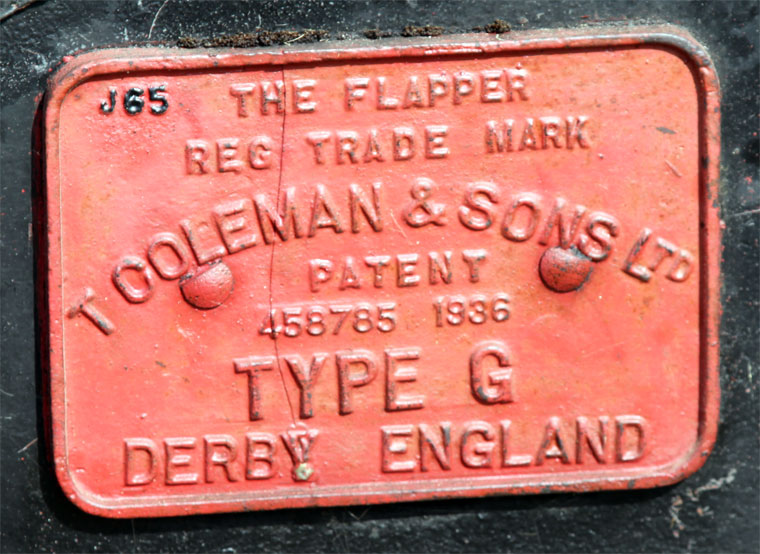 J65 THE FLAPPER
REG TRADE MARK
T COLEMAN & SONS LTD
PATENT
458785 1936
TYPE G
DERBY ENGLAND